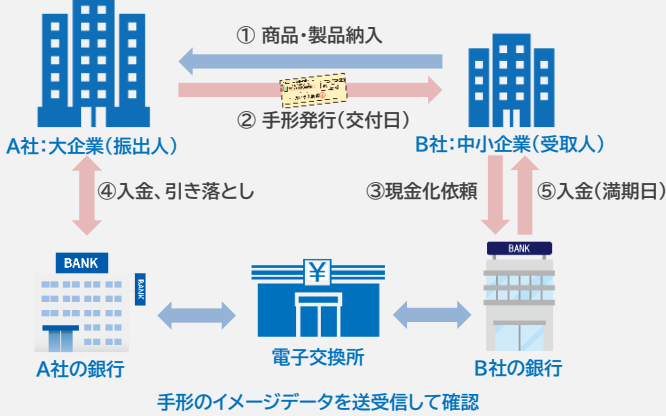 ① 商品・製品納入
② 手形発行(交付日)
A社:大企業(振出人)
B社:中小企業(受取人)
④入金、引き落とし
③現金化依頼
⑤入金(満期日)
BANK
BANK
BANK
¥
A社の銀行
電子交換所
B社の銀行
手形のイメージデータを送受信して確認